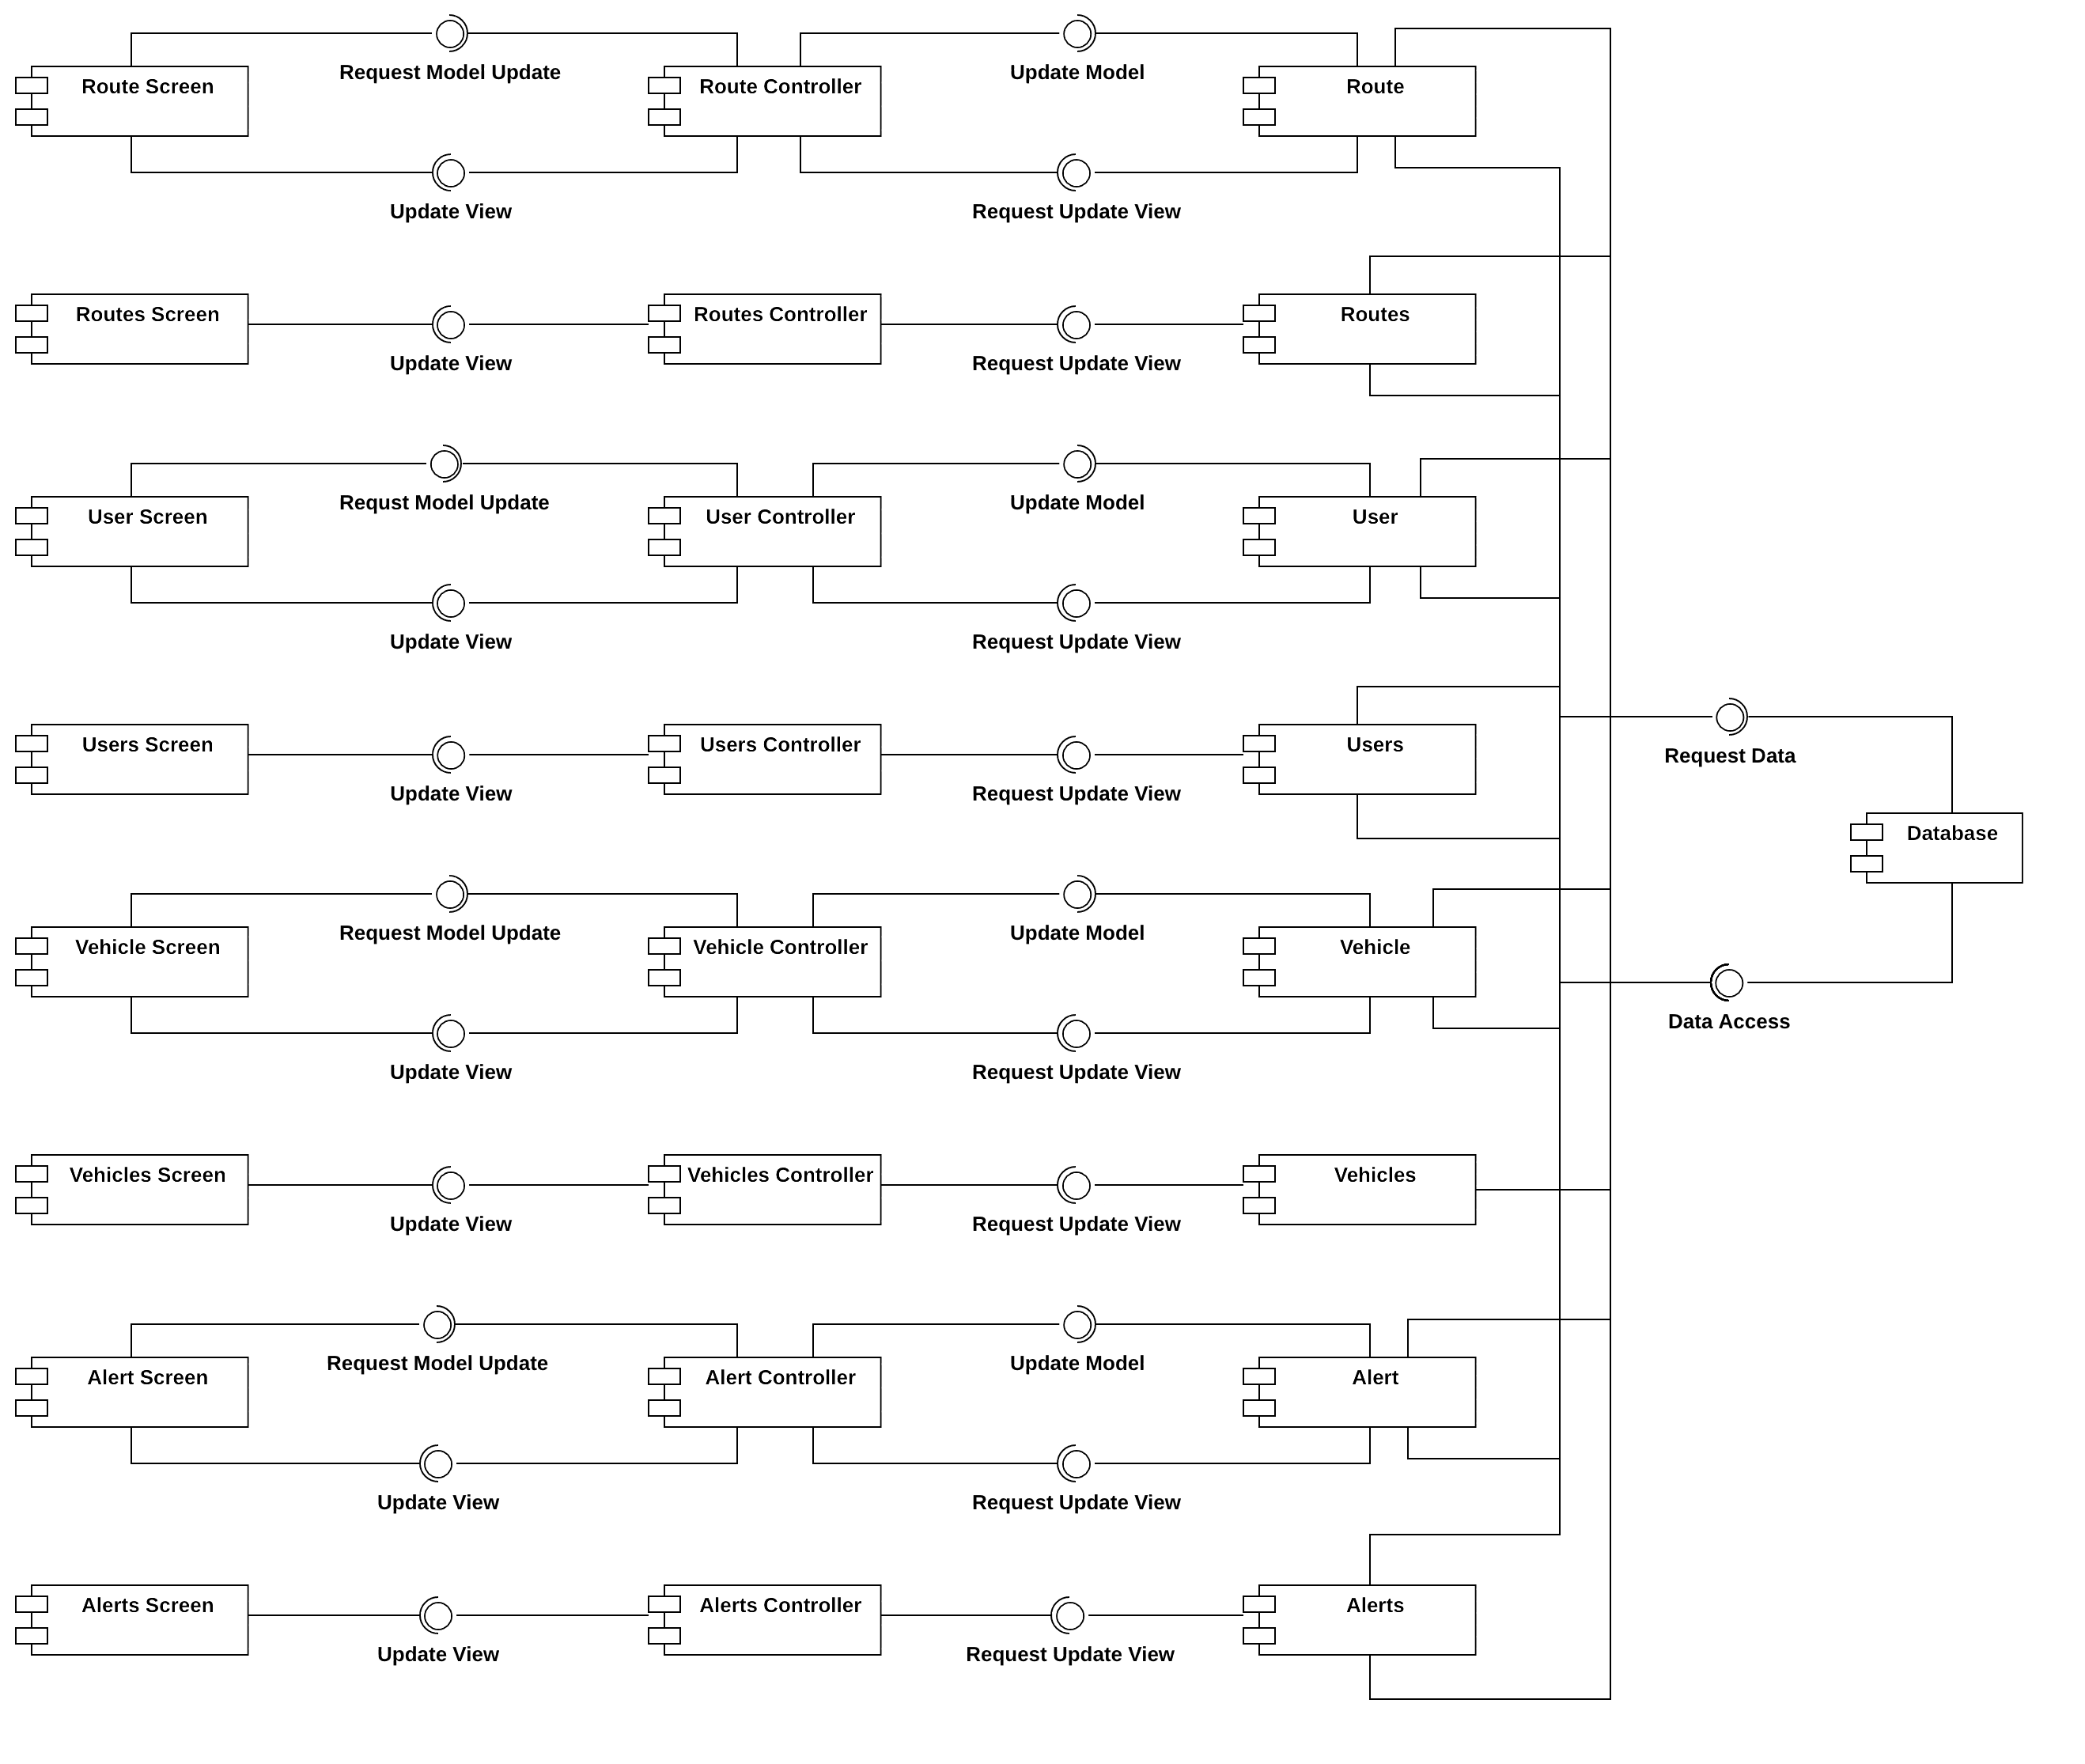 Request Model Update
Update Model
Route Screen
Route Controller
Route
Update View
Request Update View
Routes Screen
Routes Controller
Routes
Update View
Request Update View
Requst Model Update
Update Model
User Screen
User Controller
User
Update View
Request Update View
Users Screen
Users Controller
Users
Request Data
Update View
Request Update View
Database
Request Model Update
Update Model
Vehicle Screen
Vehicle Controller
Vehicle
Data Access
Update View
Request Update View
Vehicles Screen
Vehicles Controller
Vehicles
Update View
Request Update View
Request Model Update
Update Model
Alert Screen
Alert Controller
Alert
Update View
Request Update View
Alerts Screen
Alerts Controller
Alerts
Update View
Request Update View